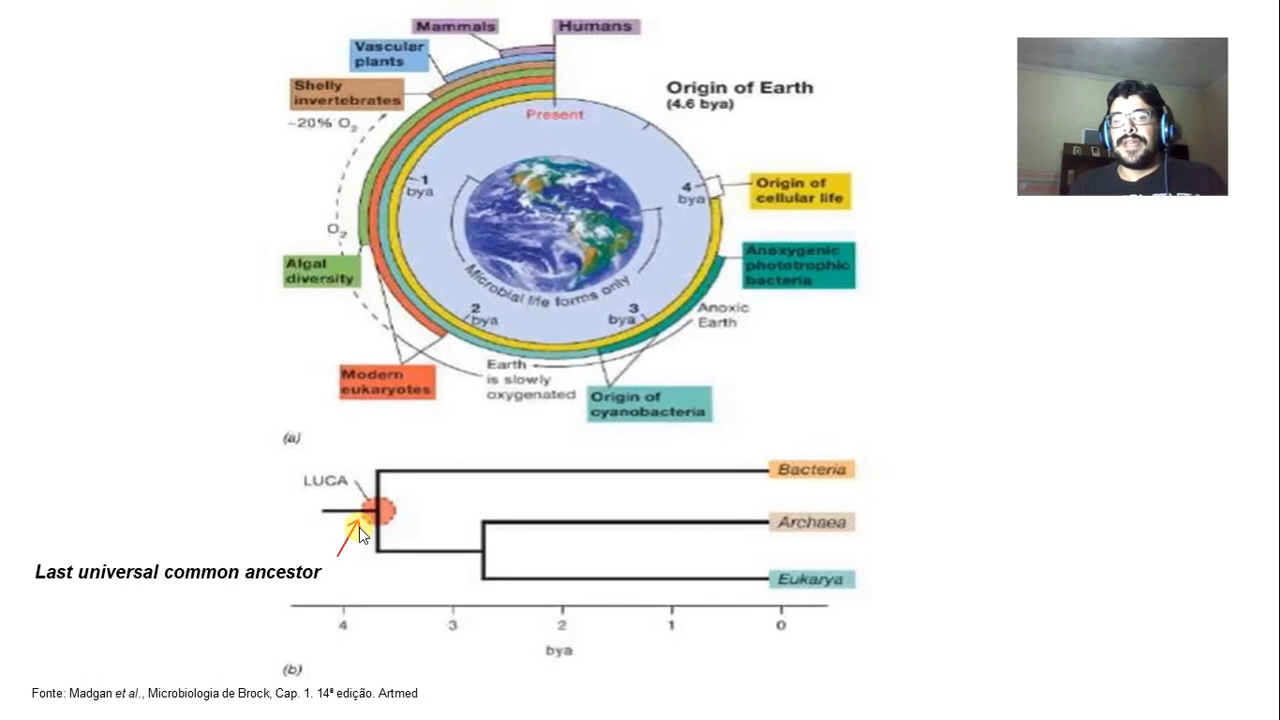 Mammals
Humans
Vascular
plants
Shelly
invertebrates
~20% O2
Origin of Earth
(4.6 bya)
Present
1
bya
4
bya
Origin of
cellular life
O2
Algal
diversity
Anoxygenic
phototrophic
bacteria
Microbial life forms only
2
bya
3
bya
Anoxic
Earth
Modern
eukaryotes
Earth
is slowly
oxygenated
Origin of
cyanobacteria
(a)
LUCA
Bacteria
Archaea
Eukarya
Last universal common ancestor
4 3 2 1 0
bya
(b)
Fonte: Madgan et al., Microbiologia de Brock, Cap. 1. 14ª edição. Artmed